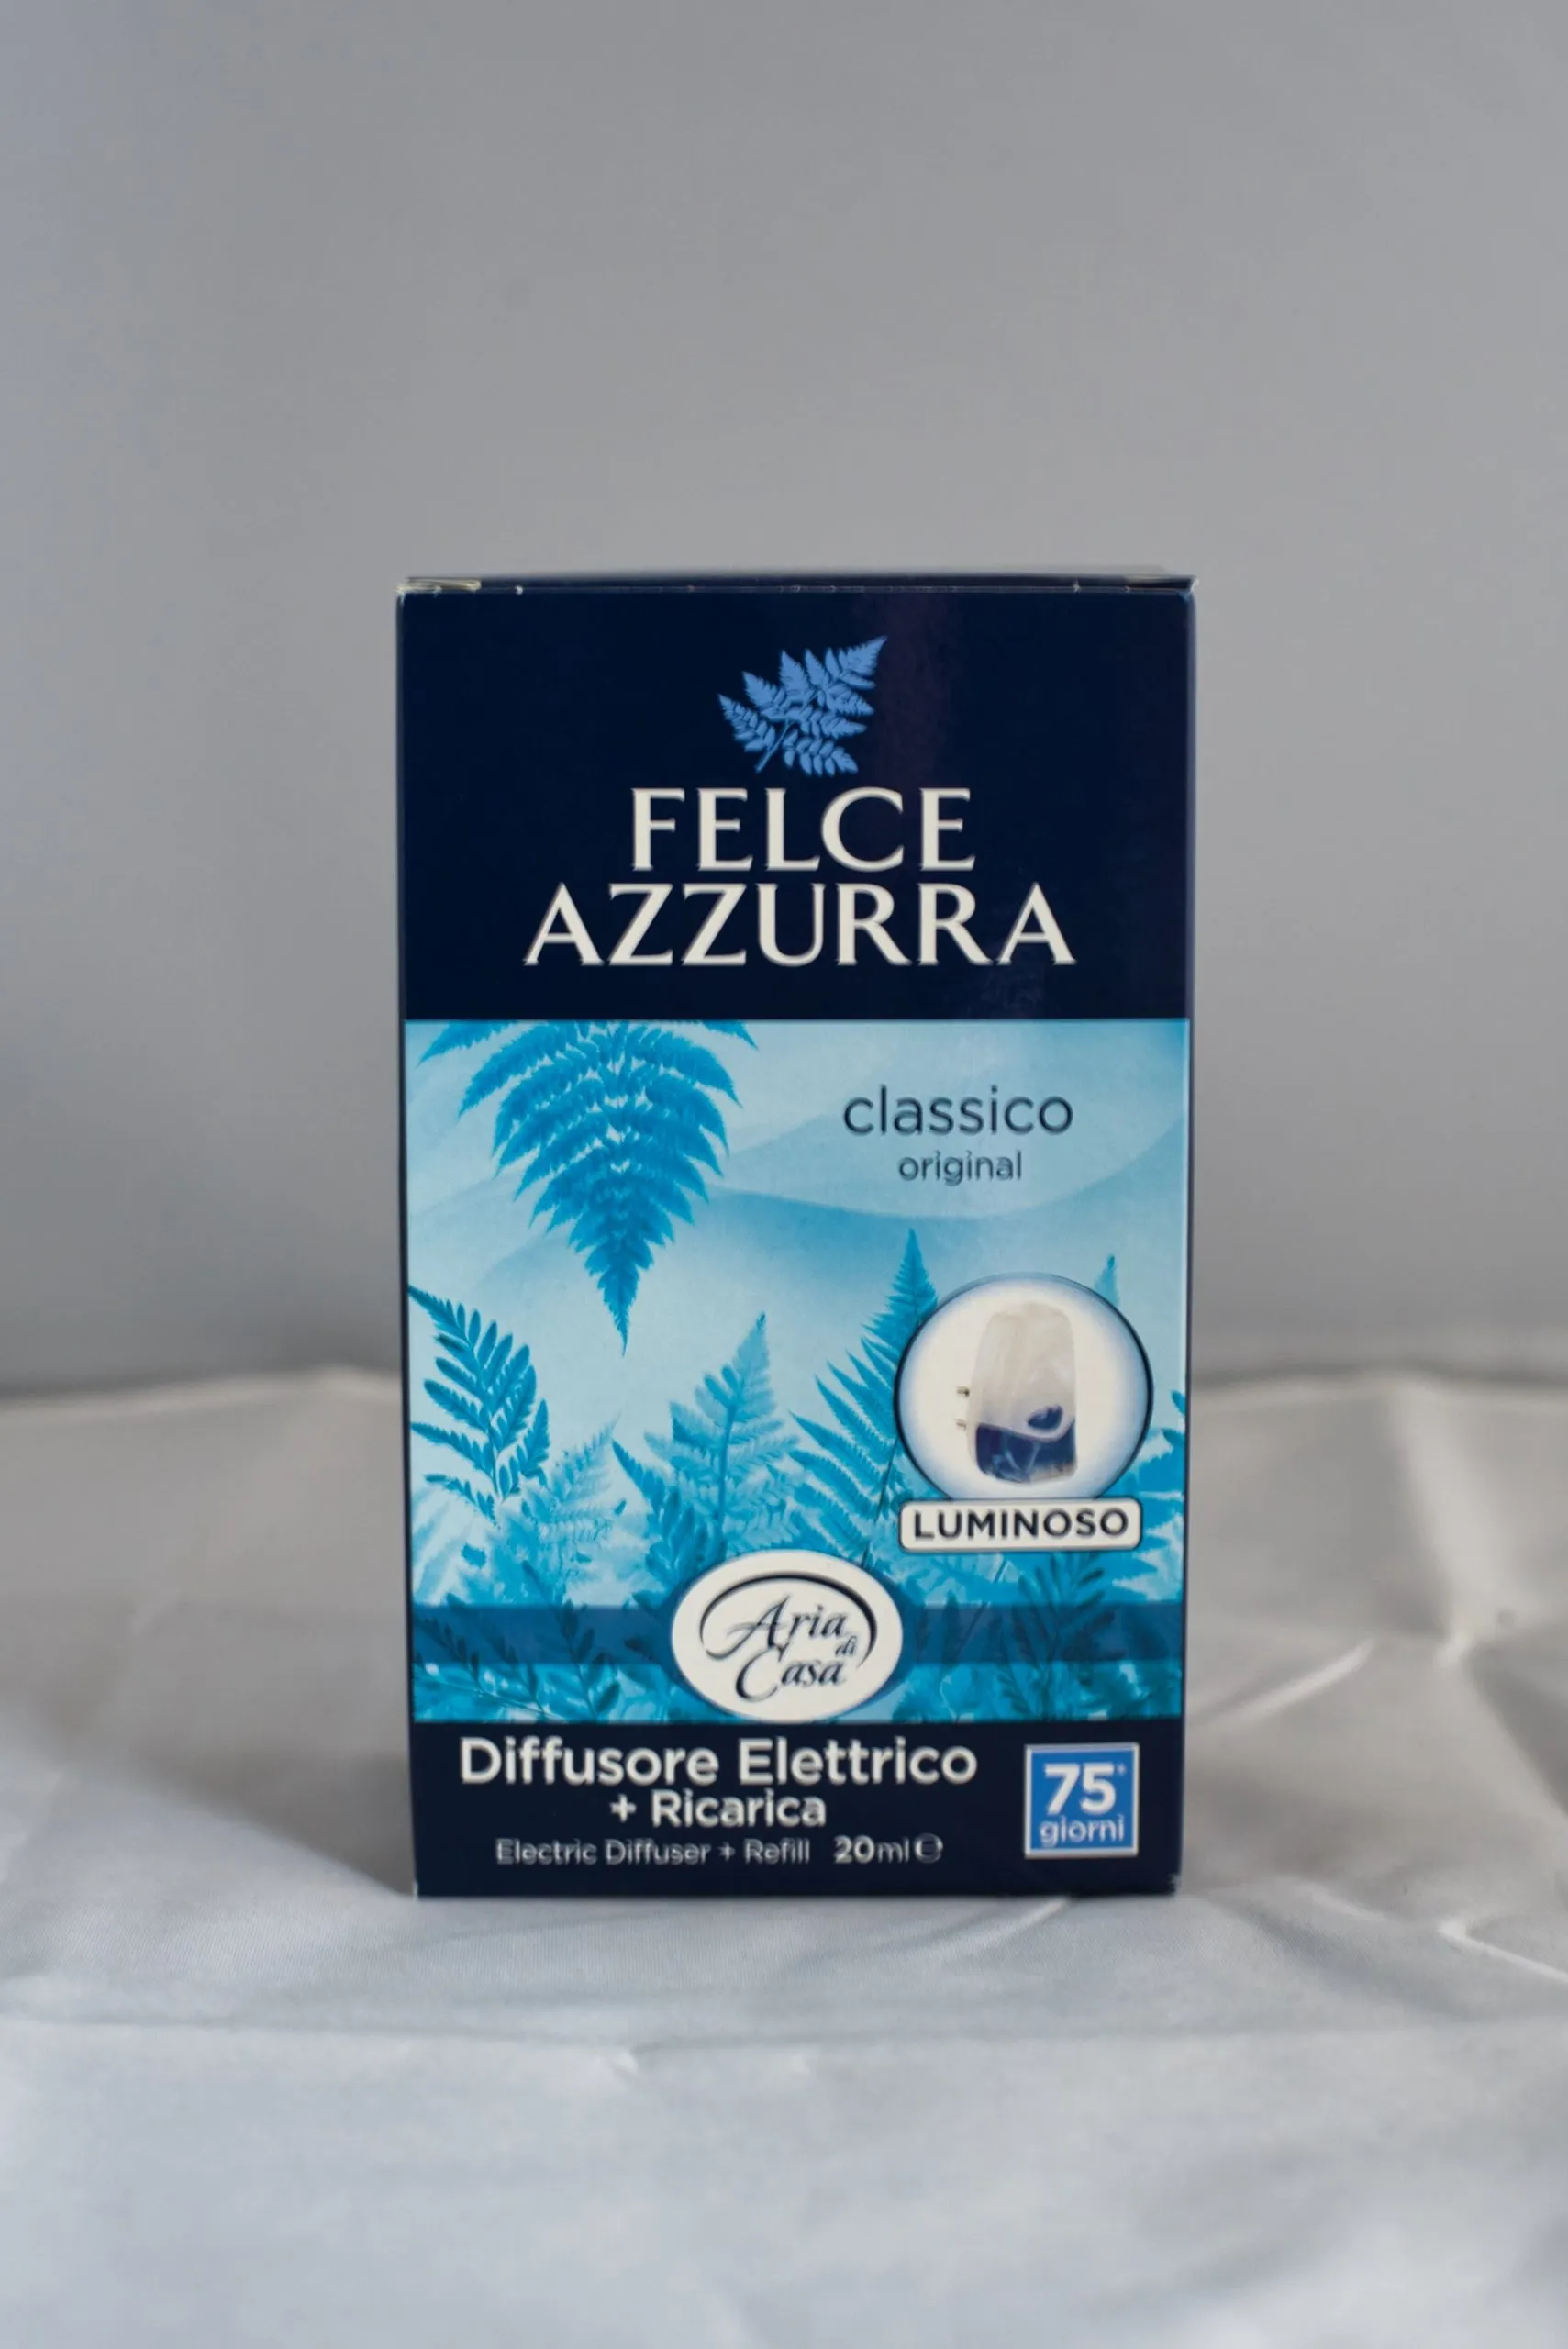 FELCE
AZZURRA
classico
original
LUMINOSO
Aria
di
Casa
Diffusore Elettrico
+ Ricarica
Electric Diffuser + Refill 20ml ℮
75*
giorni